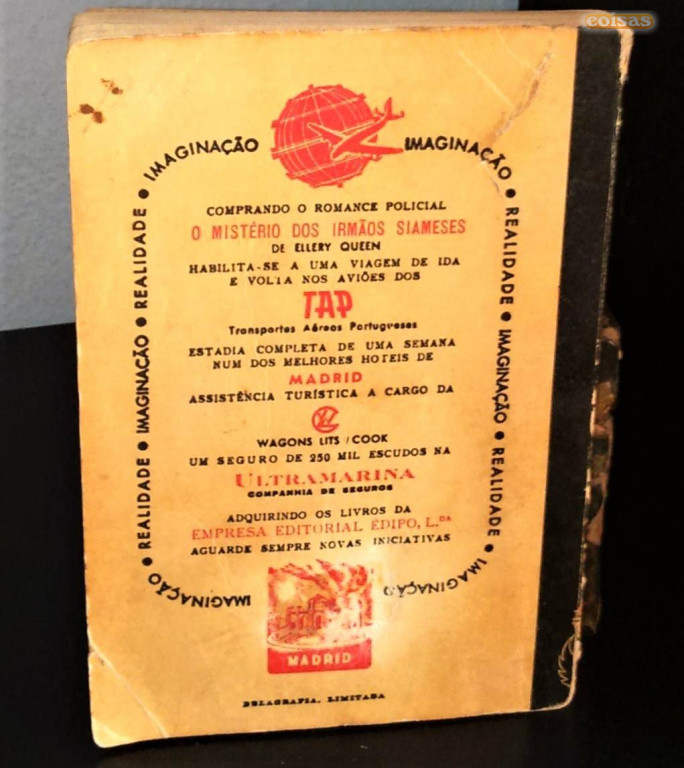 coisas
IMAGINAÇÃO
IMAGINAÇÃO
REALIDADE
IMAGINAÇÃO
REALIDADE
IMAGINAÇÃO
IMAGINAÇÃO
REALIDADE
IMAGINAÇÃO
REALIDADE
IMAGINAÇÃO
COMPRANDO O ROMANCE POLICIAL
O MISTÉRIO DOS IRMÃOS SIAMESES
DE ELLERY QUEEN
HABILITA-SE A UMA VIAGEM DE IDA
E VOLTA NOS AVIÕES DOS
TAP
Transportes Aéreos Portugueses
ESTADIA COMPLETA DE UMA SEMANA
NUM DOS MELHORES HOTEIS DE
MADRID
ASSISTÊNCIA TURÍSTICA A CARGO DA
WAGONS LITS / COOK
UM SEGURO DE 250 MIL ESCUDOS NA
ULTRAMARINA
COMPANHIA DE SEGUROS
ADQUIRINDO OS LIVROS DA
EMPRESA EDITORIAL ÉDIPO, L.DA
AGUARDE SEMPRE NOVAS INICIATIVAS
MADRID
BELAGRAFIA, LIMITADA